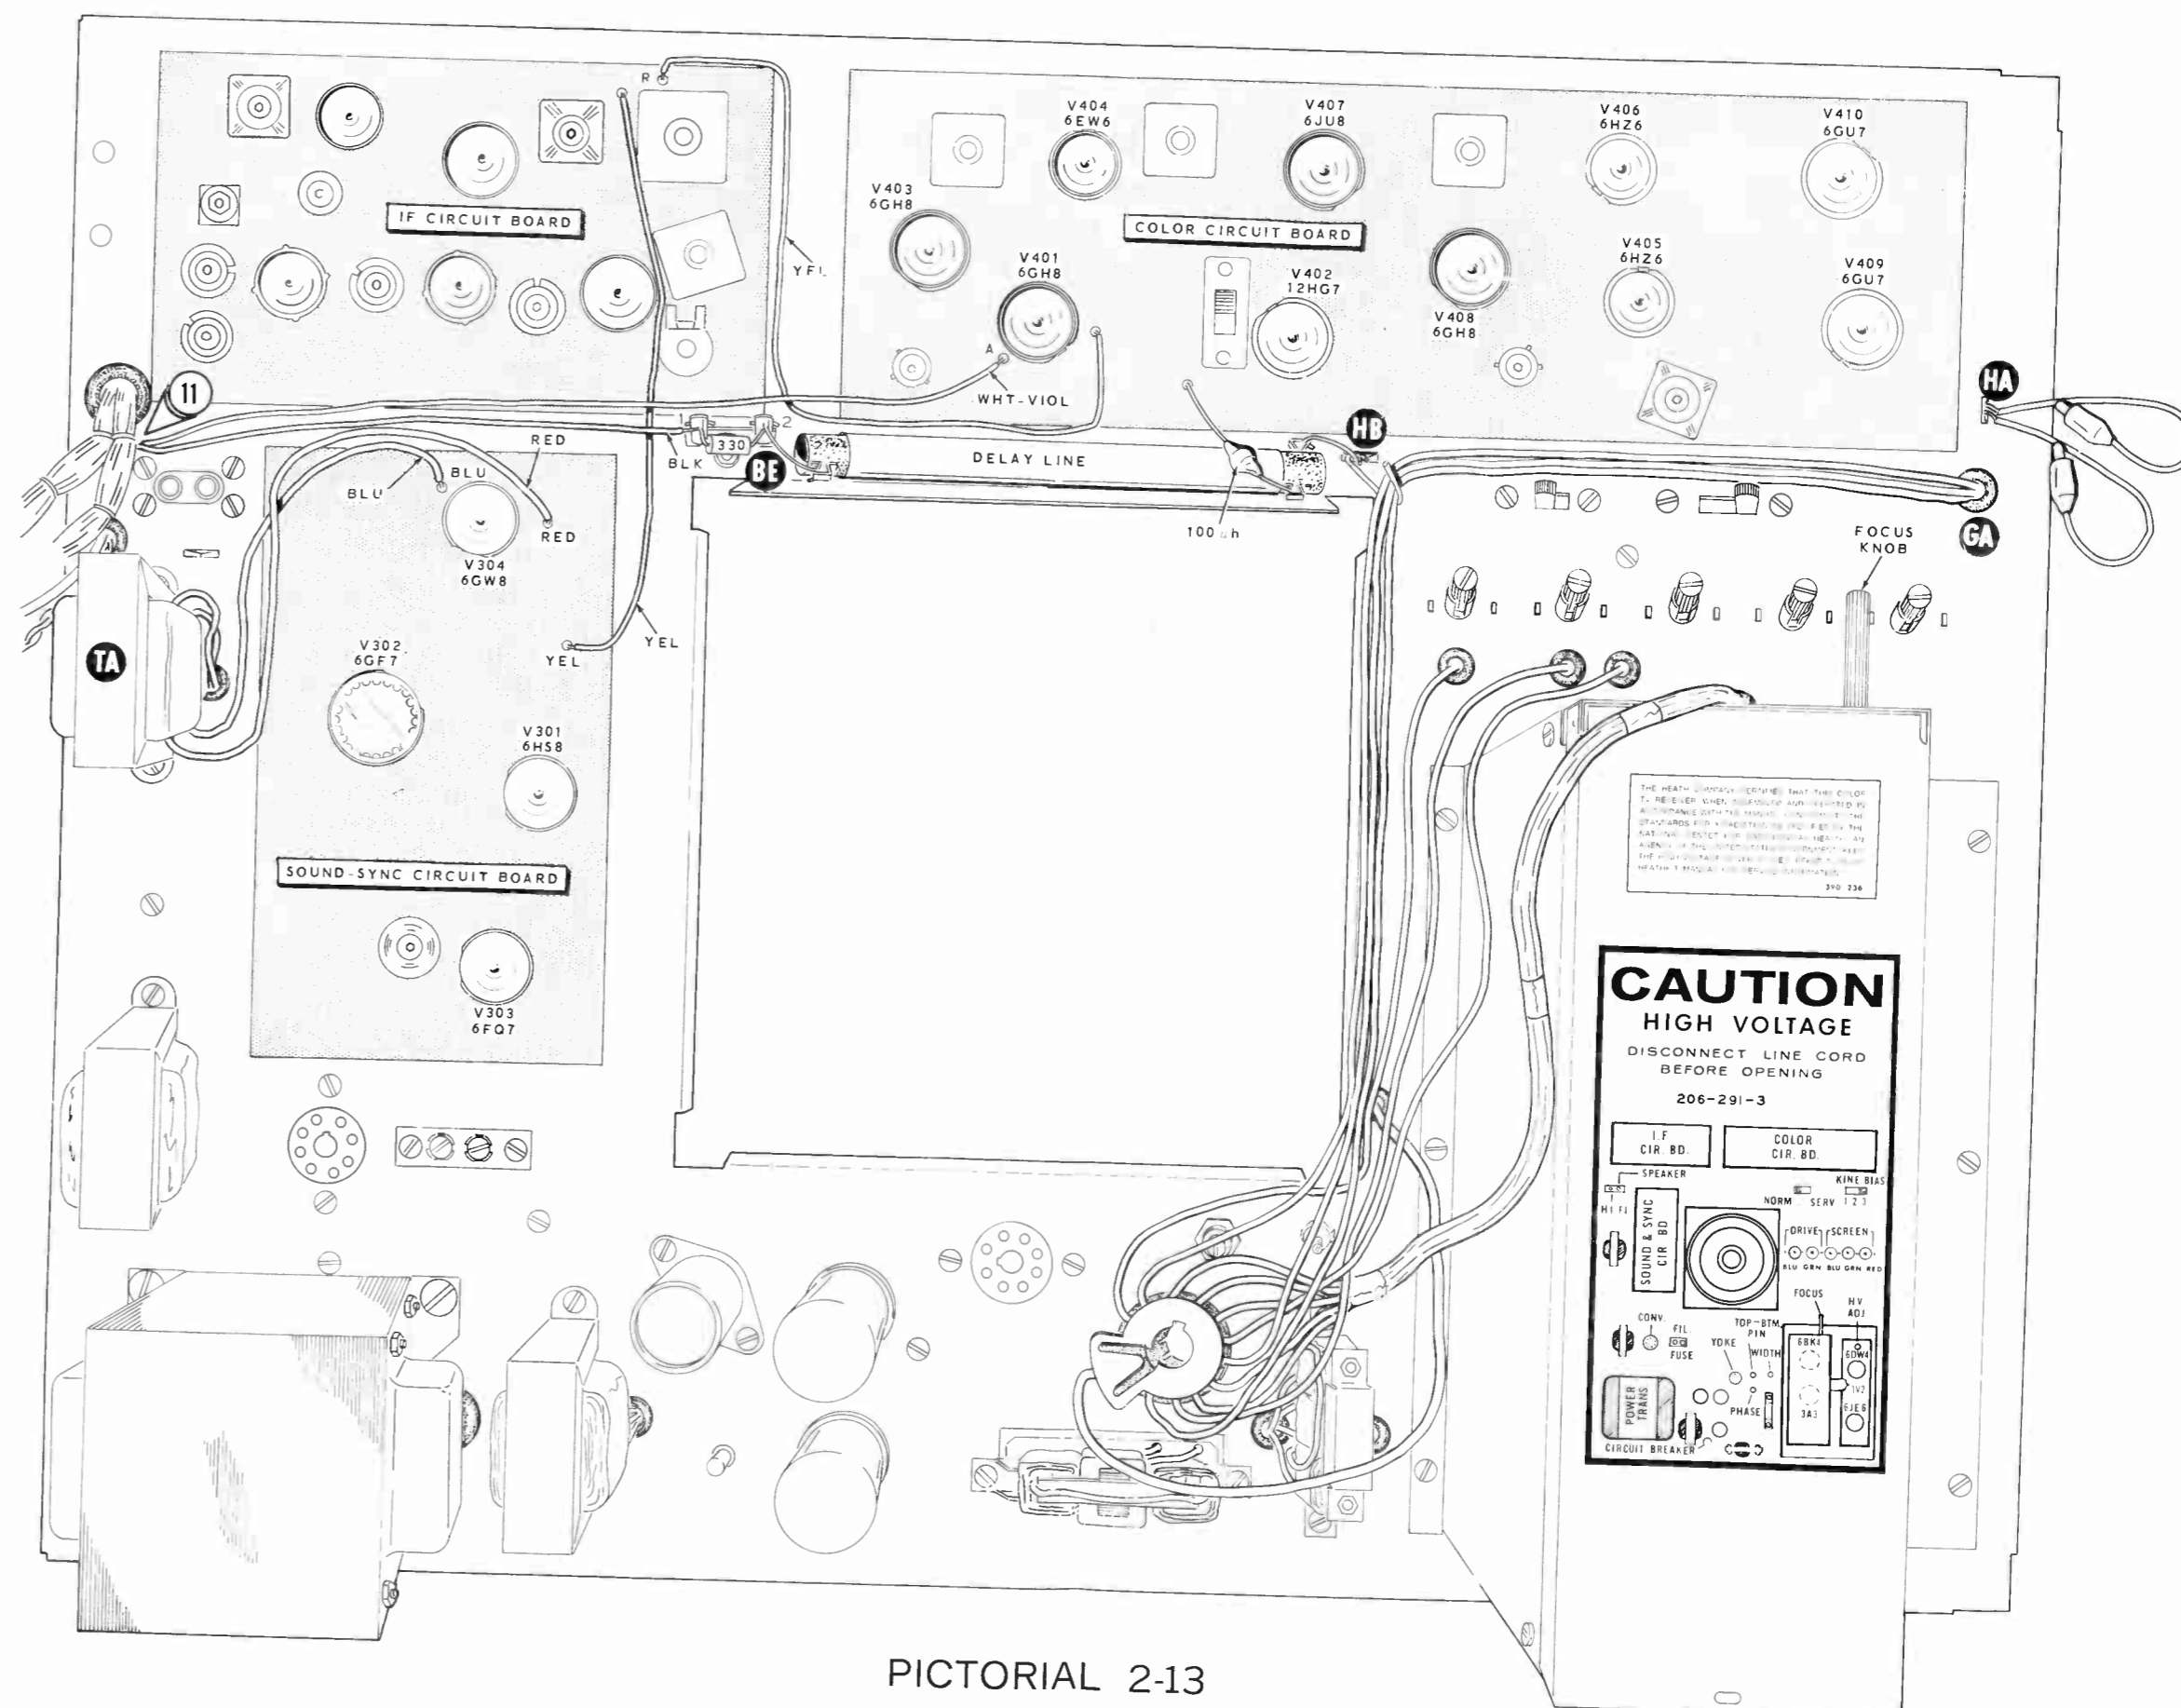 R
V404
6EW6
V407
6JU8
V406
6HZ6
V410
6GU7
V403
6GH8
C
IF CIRCUIT BOARD
COLOR CIRCUIT BOARD
V401
6GH8
V402
12HG7
V405
6HZ6
V409
6GU7
V408
6GH8
A
WHT-VIOL
11
HA
1
2
330
HB
RED
BLK
BE
DELAY LINE
BLU
BLU
100
h
GA
RED
FOCUS
KNOB
V304
6GW8
YEL
YEL
TA
V302
6GF7
V301
6HS8
SOUND-SYNC CIRCUIT BOARD
V303
6FQ7
390 236
CAUTION
HIGH VOLTAGE
DISCONNECT LINE CORD
BEFORE OPENING
206-291-3
I.F
CIR. BD.
COLOR
CIR. BD.
SPEAKER
KINE BIAS
NORM
SERV
1 2 3
HI FI
SOUND & SYNC
CIR BD
DRIVE
SCREEN
BLU GRN BLU GRN RED
FOCUS
HV
ADJ
CONV.
FIL.
FUSE
TOP-BTM
PIN
YOKE
WIDTH
6BK4
6DW4
1V2
POWER
TRANS
PHASE
3A3
6JE6
CIRCUIT BREAKER
PICTORIAL 2-13